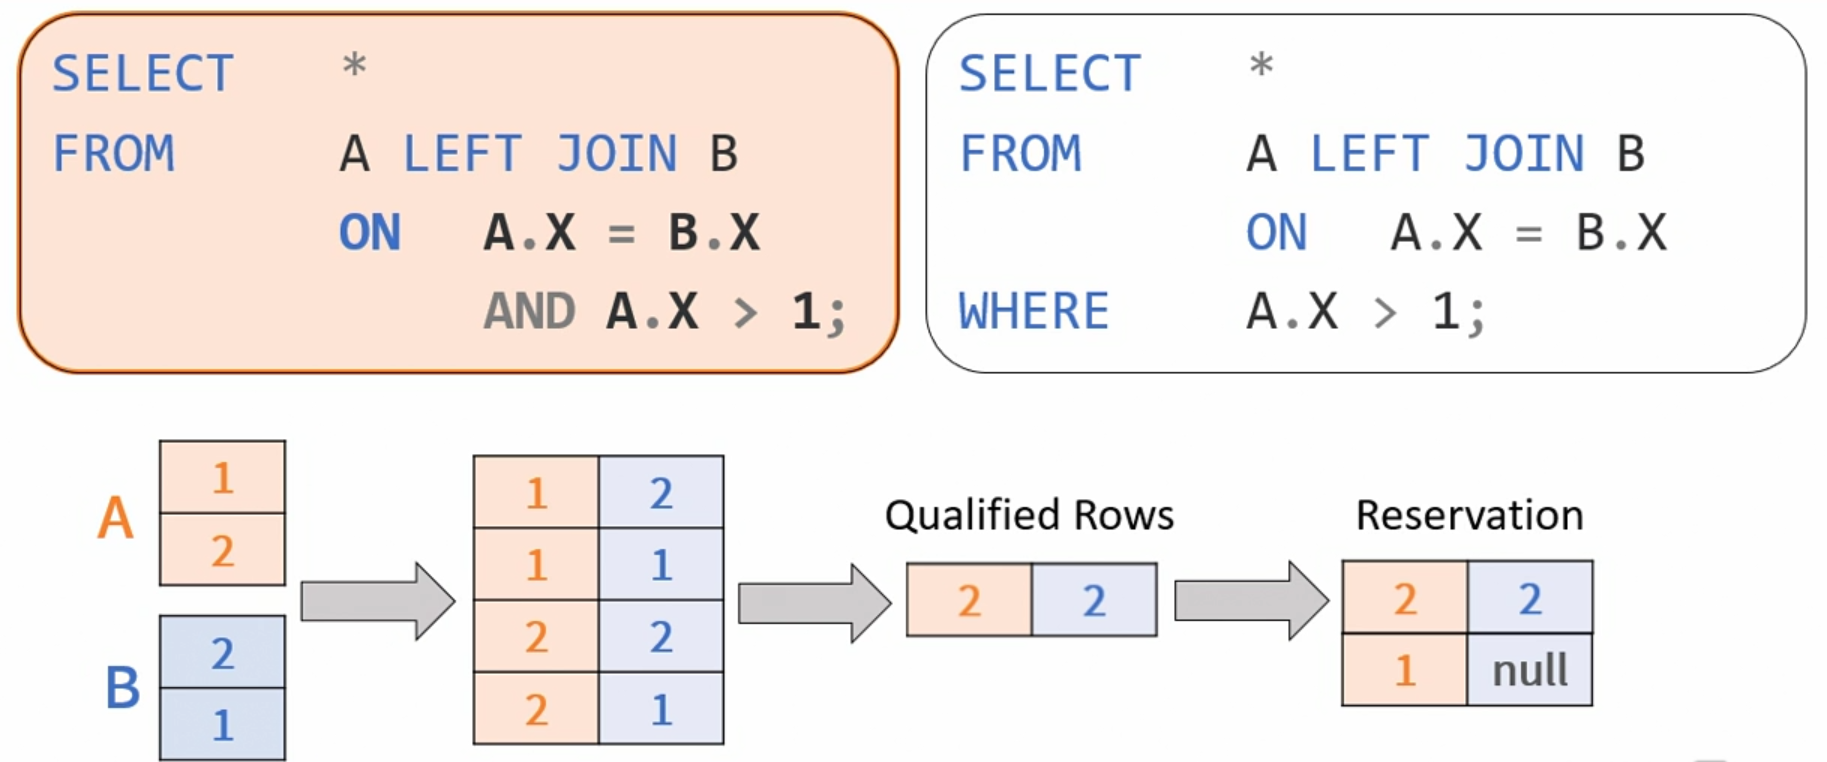 SELECT *
FROM A LEFT JOIN B
ON A.X = B.X
AND A.X > 1;
SELECT *
FROM A LEFT JOIN B
ON A.X = B.X
WHERE A.X > 1;
A
1
2
B
2
1
1 2
1 1
2 2
2 1
Qualified Rows
2 2
Reservation
2 2
1 null